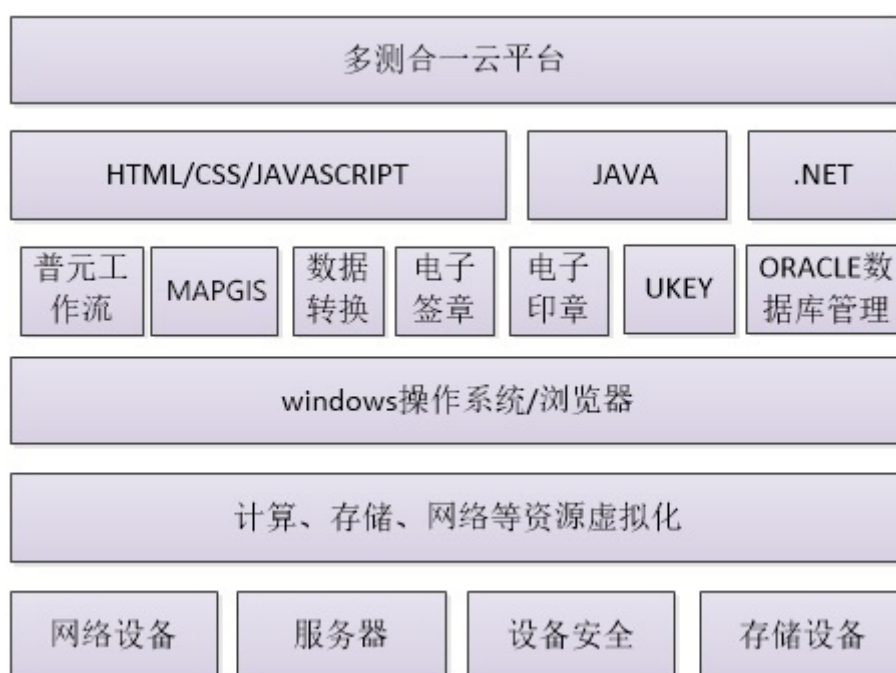 多测合一云平台
HTML/CSS/JAVASCRIPT
JAVA
.NET
普元工
作流
MAPGIS
数据
转换
电子
签章
电子
印章
UKEY
ORACLE数
据库管理
windows操作系统/浏览器
计算、存储、网络等资源虚拟化
网络设备
服务器
设备安全
存储设备